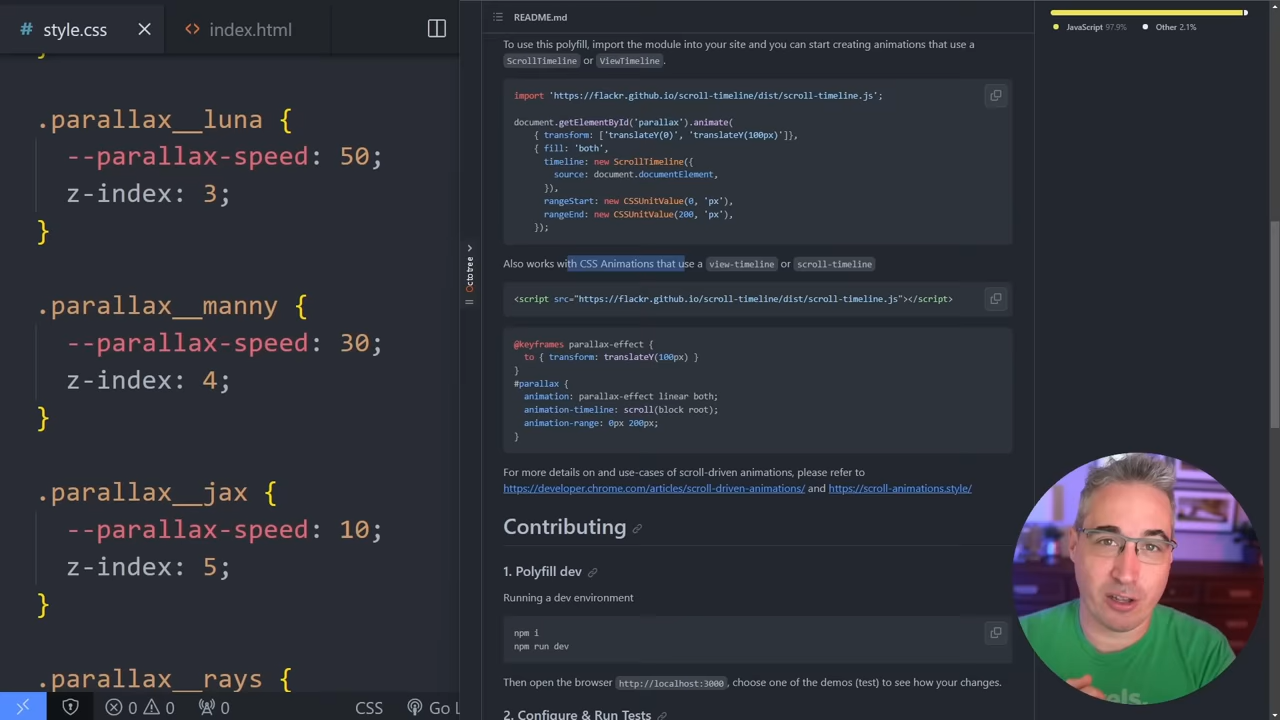 style.css
index.html
}
.parallax__luna {
--parallax-speed: 50;
z-index: 3;
}
.parallax__manny {
--parallax-speed: 30;
z-index: 4;
}
.parallax__jax {
--parallax-speed: 10;
z-index: 5;
}
.parallax__rays {
0 0 0
CSS
Go L
Octotree
README.md
To use this polyfill, import the module into your site and you can start creating animations that use a
ScrollTimeline or ViewTimeline.
import 'https://flackr.github.io/scroll-timeline/dist/scroll-timeline.js';
document.getElementById('parallax').animate(
{ transform: ['translateY(0)', 'translateY(100px)']},
{ fill: 'both',
timeline: new ScrollTimeline({
source: document.documentElement,
}),
rangeStart: new CSSUnitValue(0, 'px'),
rangeEnd: new CSSUnitValue(200, 'px'),
});
Also works with CSS Animations that use a view-timeline or scroll-timeline
<script src="https://flackr.github.io/scroll-timeline/dist/scroll-timeline.js"></script>
@keyframes parallax-effect {
to { transform: translateY(100px) }
}
#parallax {
animation: parallax-effect linear both;
animation-timeline: scroll(block root);
animation-range: 0px 200px;
}
For more details on and use-cases of scroll-driven animations, please refer to
https://developer.chrome.com/articles/scroll-driven-animations/ and https://scroll-animations.style/
Contributing
1. Polyfill dev
Running a dev environment
npm i
npm run dev
Then open the browser http://localhost:3000, choose one of the demos (test) to see how your changes.
2. Configure & Run Tests
JavaScript 97.9% Other 2.1%